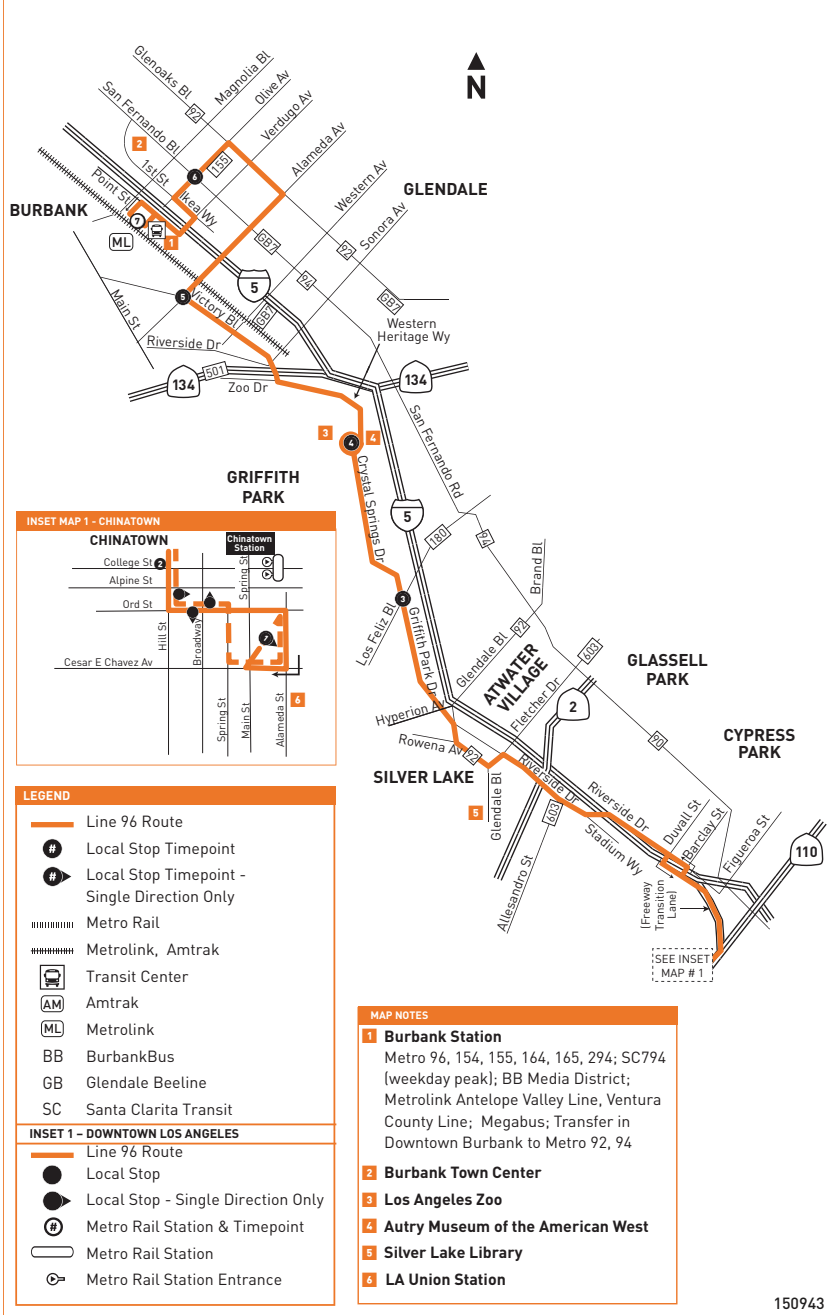 N
Glenoaks Bl
92
Magnolia Bl
Olive Av
San Fernando Bl
Verdugo Av
2
Alameda Av
1st St
6
155
Western Av
Point St
Ikea Wy
GLENDALE
BURBANK
7
Sonora Av
ML
1
GB7
92
94
5
GB7
Main St
5
Victory Bl
GB7
Western
Heritage Wy
Riverside Dr
134
501
134
Zoo Dr
3
4
4
San Fernando Rd
GRIFFITH
PARK
Crystal Springs Dr
5
180
94
Brand Bl
3
Los Feliz Bl
Griffith Park Dr
Glendale Bl
92
603
ATWATER
VILLAGE
Fletcher Dr
GLASSELL
PARK
2
Hyperion Av
Rowena Av
92
90
CYPRESS
PARK
SILVER LAKE
Riverside Dr
Riverside Dr
5
Glendale Bl
603
Stadium Wy
Duvall St
Barclay St
Figueroa St
110
Allesandro St
(Freeway
Transition
Lane)
SEE INSET
MAP # 1
INSET MAP 1 - CHINATOWN
CHINATOWN
Chinatown
Station
College St
2
Alpine St
Spring St
Ord St
Hill St
Broadway
7
Cesar E Chavez Av
Spring St
Main St
Alameda St
6
LEGEND
Line 96 Route
# Local Stop Timepoint
# Local Stop Timepoint -
Single Direction Only
Metro Rail
Metrolink, Amtrak
Transit Center
AM Amtrak
ML Metrolink
BB BurbankBus
GB Glendale Beeline
SC Santa Clarita Transit
INSET 1 – DOWNTOWN LOS ANGELES
Line 96 Route
Local Stop
Local Stop - Single Direction Only
# Metro Rail Station & Timepoint
Metro Rail Station
Metro Rail Station Entrance
MAP NOTES
1 Burbank Station
Metro 96, 154, 155, 164, 165, 294; SC794
(weekday peak); BB Media District;
Metrolink Antelope Valley Line, Ventura
County Line; Megabus; Transfer in
Downtown Burbank to Metro 92, 94
2 Burbank Town Center
3 Los Angeles Zoo
4 Autry Museum of the American West
5 Silver Lake Library
6 LA Union Station
150943